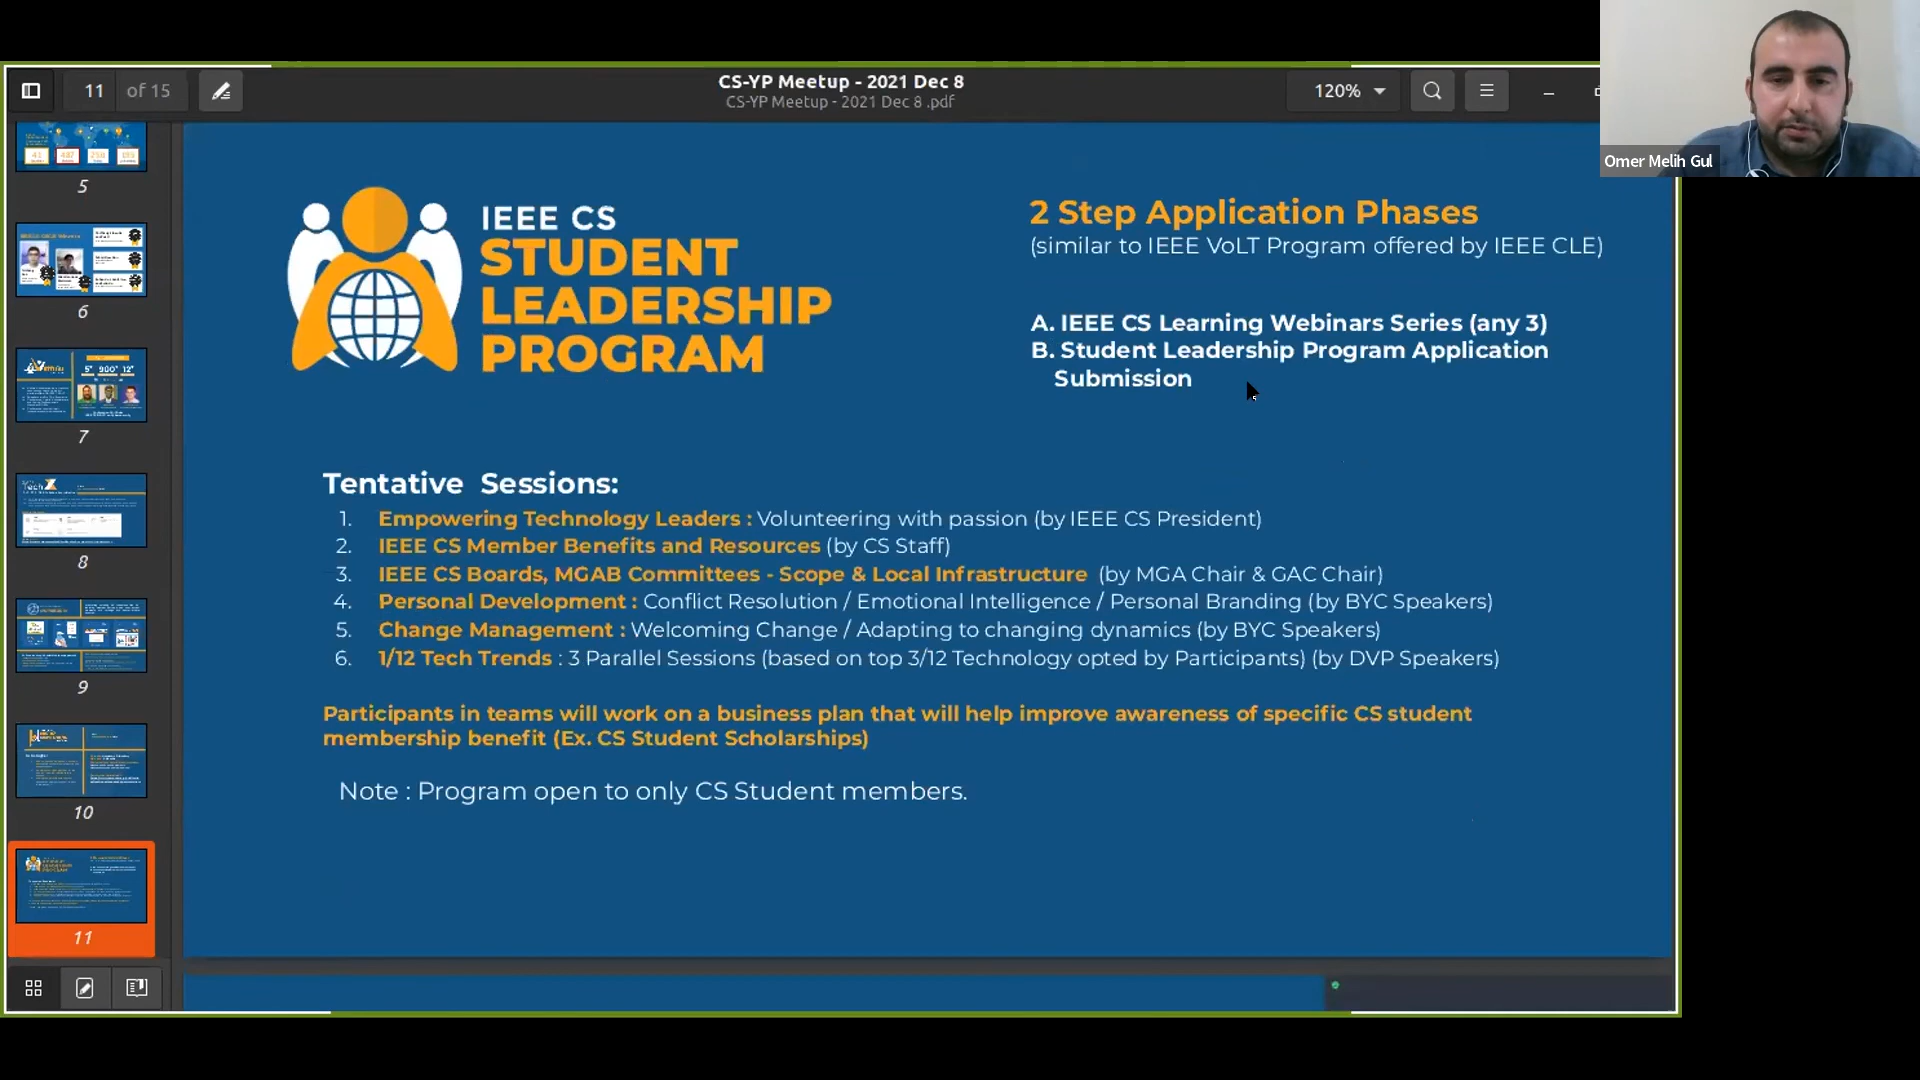 11 of 15
CS-YP Meetup - 2021 Dec 8
CS-YP Meetup - 2021 Dec 8 .pdf
120%
Omer Melih Gul
5
6
7
8
9
10
11
IEEE CS
STUDENT
LEADERSHIP
PROGRAM
2 Step Application Phases
(similar to IEEE VoLT Program offered by IEEE CLE)
A. IEEE CS Learning Webinars Series (any 3)
B. Student Leadership Program Application
Submission
Tentative Sessions:
1. Empowering Technology Leaders : Volunteering with passion (by IEEE CS President)
2. IEEE CS Member Benefits and Resources (by CS Staff)
3. IEEE CS Boards, MGAB Committees - Scope & Local Infrastructure (by MGA Chair & GAC Chair)
4. Personal Development : Conflict Resolution / Emotional Intelligence / Personal Branding (by BYC Speakers)
5. Change Management : Welcoming Change / Adapting to changing dynamics (by BYC Speakers)
6. 1/12 Tech Trends : 3 Parallel Sessions (based on top 3/12 Technology opted by Participants) (by DVP Speakers)
Participants in teams will work on a business plan that will help improve awareness of specific CS student
membership benefit (Ex. CS Student Scholarships)
Note : Program open to only CS Student members.